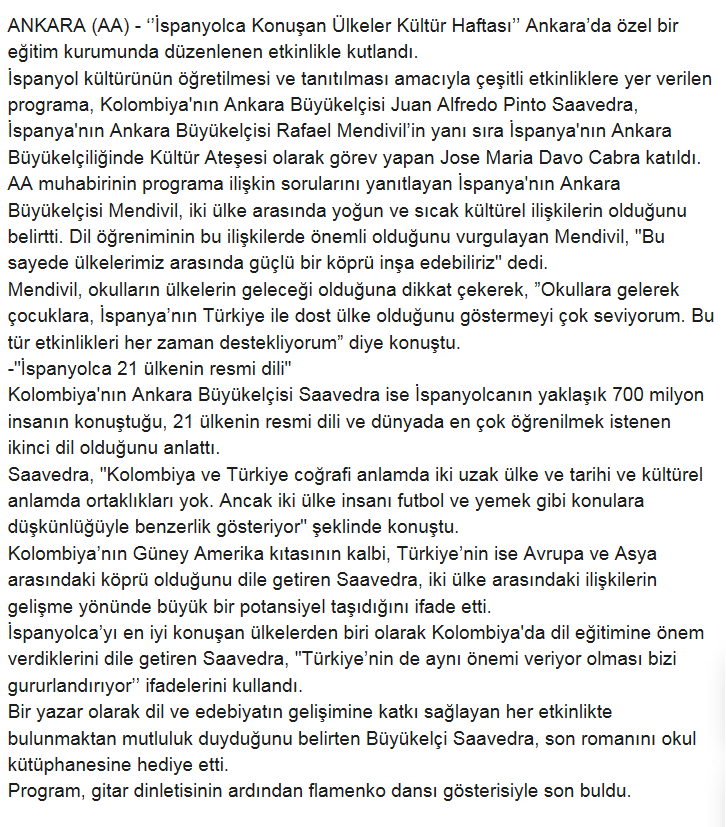 ANKARA (AA) - ‘’İspanyolca Konuşan Ülkeler Kültür Haftası’’ Ankara’da özel bir
eğitim kurumunda düzenlenen etkinlikle kutlandı.
İspanyol kültürünün öğretilmesi ve tanıtılması amacıyla çeşitli etkinliklere yer verilen
programa, Kolombiya'nın Ankara Büyükelçisi Juan Alfredo Pinto Saavedra,
İspanya'nın Ankara Büyükelçisi Rafael Mendivil’in yanı sıra İspanya'nın Ankara
Büyükelçiliğinde Kültür Ateşesi olarak görev yapan Jose Maria Davo Cabra katıldı.
AA muhabirinin programa ilişkin sorularını yanıtlayan İspanya'nın Ankara
Büyükelçisi Mendivil, iki ülke arasında yoğun ve sıcak kültürel ilişkilerin olduğunu
belirtti. Dil öğreniminin bu ilişkilerde önemli olduğunu vurgulayan Mendivil, "Bu
sayede ülkelerimiz arasında güçlü bir köprü inşa edebiliriz" dedi.
Mendivil, okulların ülkelerin geleceği olduğuna dikkat çekerek, ”Okullara gelerek
çocuklara, İspanya’nın Türkiye ile dost ülke olduğunu göstermeyi çok seviyorum. Bu
tür etkinlikleri her zaman destekliyorum” diye konuştu.
-"İspanyolca 21 ülkenin resmi dili"
Kolombiya'nın Ankara Büyükelçisi Saavedra ise İspanyolcanın yaklaşık 700 milyon
insanın konuştuğu, 21 ülkenin resmi dili ve dünyada en çok öğrenilmek istenen
ikinci dil olduğunu anlattı.
Saavedra, "Kolombiya ve Türkiye coğrafi anlamda iki uzak ülke ve tarihi ve kültürel
anlamda ortaklıkları yok. Ancak iki ülke insanı futbol ve yemek gibi konulara
düşkünlüğüyle benzerlik gösteriyor" şeklinde konuştu.
Kolombiya’nın Güney Amerika kıtasının kalbi, Türkiye’nin ise Avrupa ve Asya
arasındaki köprü olduğunu dile getiren Saavedra, iki ülke arasındaki ilişkilerin
gelişme yönünde büyük bir potansiyel taşıdığını ifade etti.
İspanyolca’yı en iyi konuşan ülkelerden biri olarak Kolombiya'da dil eğitimine önem
verdiklerini dile getiren Saavedra, "Türkiye’nin de aynı önemi veriyor olması bizi
gururlandırıyor’’ ifadelerini kullandı.
Bir yazar olarak dil ve edebiyatın gelişimine katkı sağlayan her etkinlikte
bulunmaktan mutluluk duyduğunu belirten Büyükelçi Saavedra, son romanını okul
kütüphanesine hediye etti.
Program, gitar dinletisinin ardından flamenko dansı gösterisiyle son buldu.